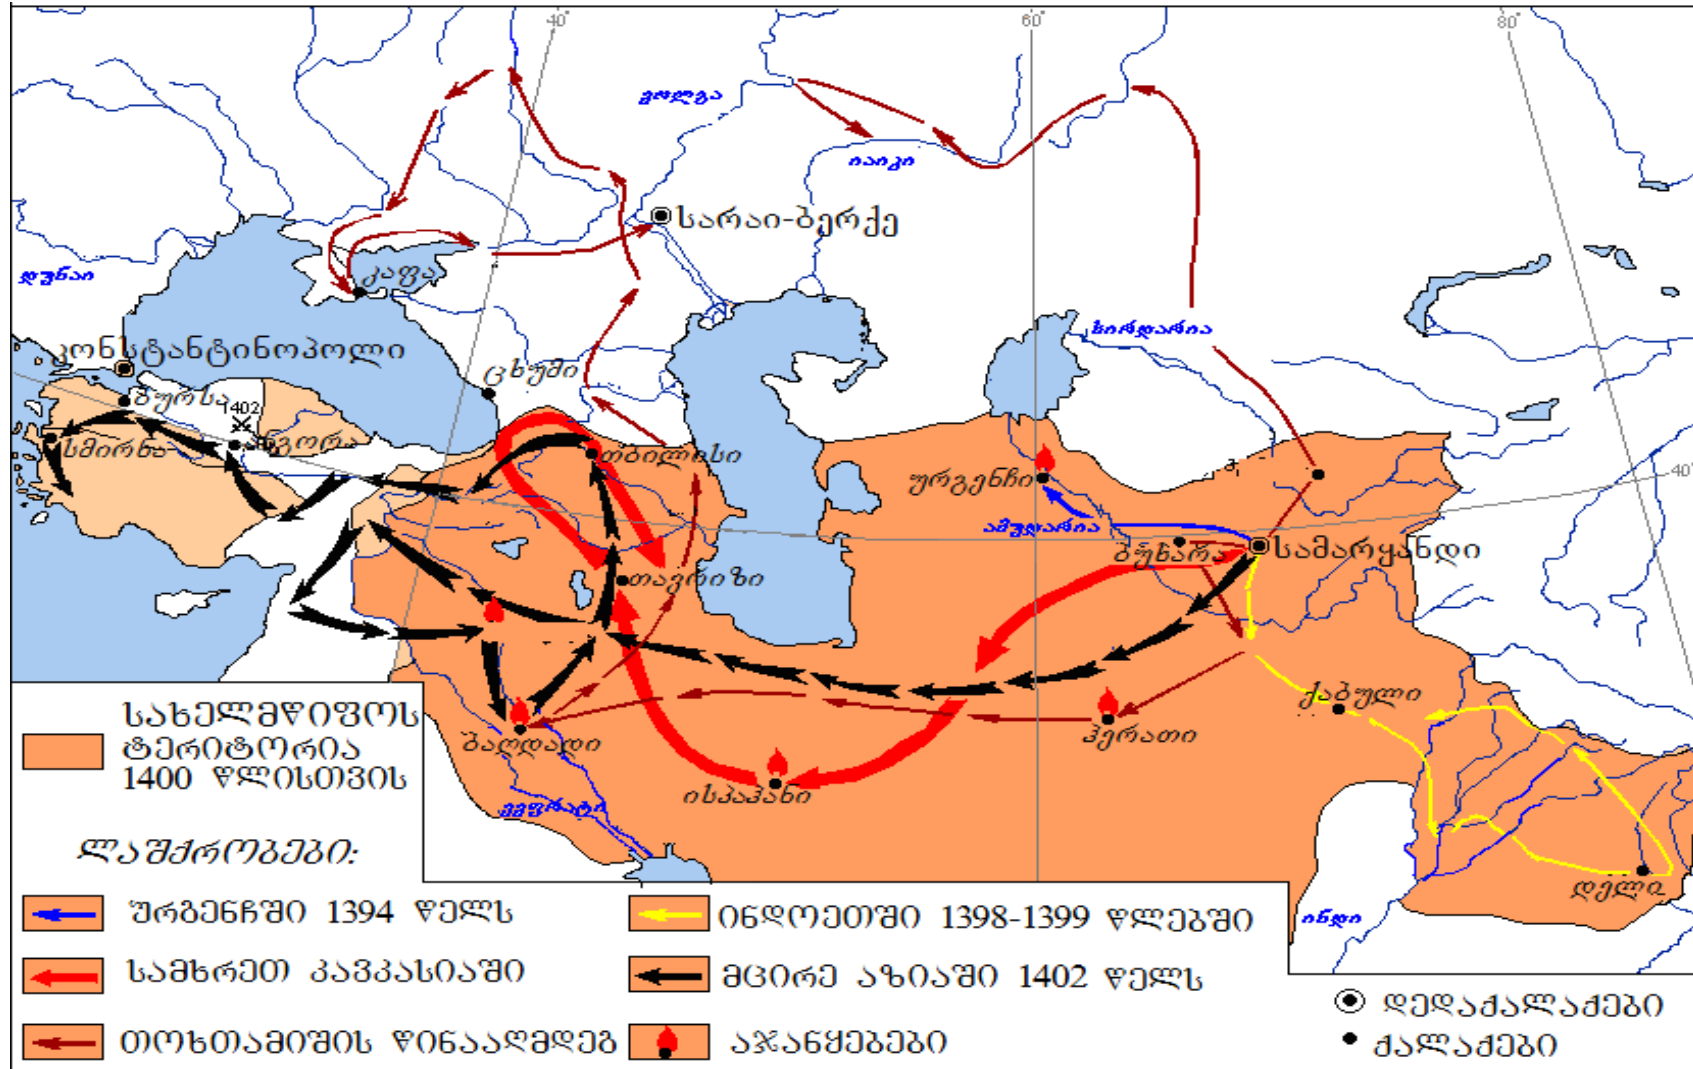 40°
60°
80°
ვოლგა
იაიკი
სარაი-ბერქე
დუნაი
კაფა
სირდარია
კონსტანტინოპოლი
ცხუმი
ბურსა
1402
ანგორა
სმირნა
თბილისი
ურგენჩი
40°
ამუდარია
ბუხარა
სამარყანდი
თავრიზი
ქაბული
ჰერათი
ბაღდადი
ისპაჰანი
ევფრატი
დელი
ინდი
სახელმწიფოს
ტერიტორია
1400 წლისთვის
ლაშქრობები:
ურგენჩში 1394 წელს
სამხრეთ კავკასიაში
თოხთამიშის წინააღმდეგ
ინდოეთში 1398-1399 წლებში
მცირე აზიაში 1402 წელს
აჯანყებები
დედაქალაქები
ქალაქები